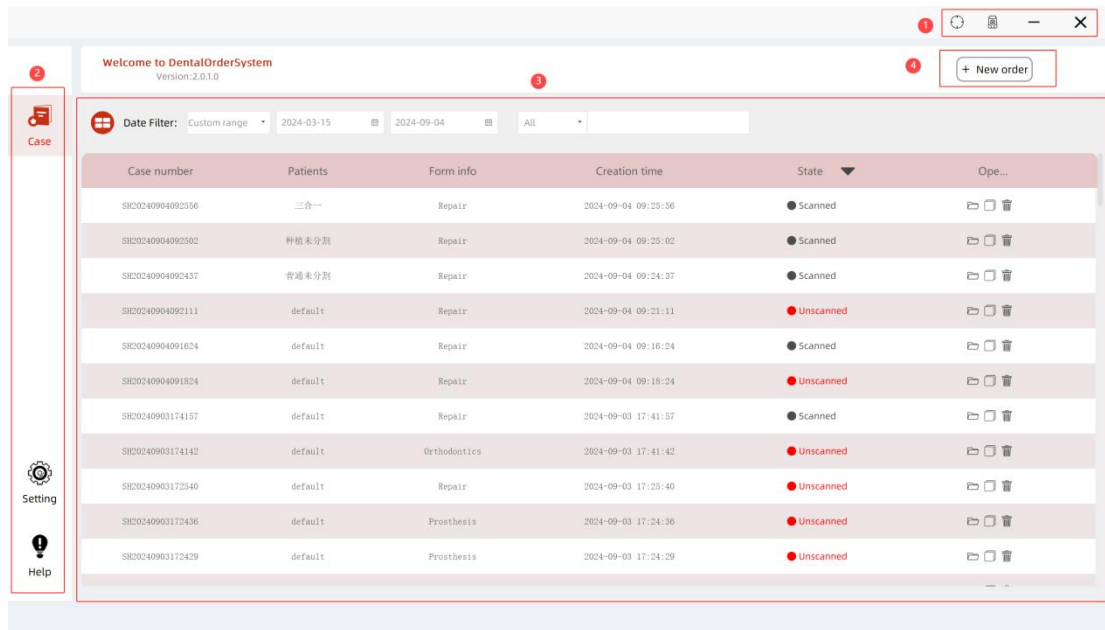 1
4
+ New order
Welcome to DentalOrderSystem
Version:2.0.1.0
2
3
Case
Setting
Help
Date Filter: Custom range 2024-03-15 2024-09-04 All
Case number Patients Form info Creation time State Ope...
SH20240904092556 三合一 Repair 2024-09-04 09:25:56 Scanned
SH20240904092502 种植未分割 Repair 2024-09-04 09:25:02 Scanned
SH20240904092437 普通未分割 Repair 2024-09-04 09:24:37 Scanned
SH20240904092111 default Repair 2024-09-04 09:21:11 Unscanned
SH20240904091624 default Repair 2024-09-04 09:16:24 Scanned
SH20240904091824 default Repair 2024-09-04 09:18:24 Unscanned
SH20240903174157 default Repair 2024-09-03 17:41:57 Scanned
SH20240903174142 default Orthodontics 2024-09-03 17:41:42 Unscanned
SH20240903172540 default Repair 2024-09-03 17:25:40 Unscanned
SH20240903172436 default Prosthesis 2024-09-03 17:24:36 Unscanned
SH20240903172429 default Prosthesis 2024-09-03 17:24:29 Unscanned